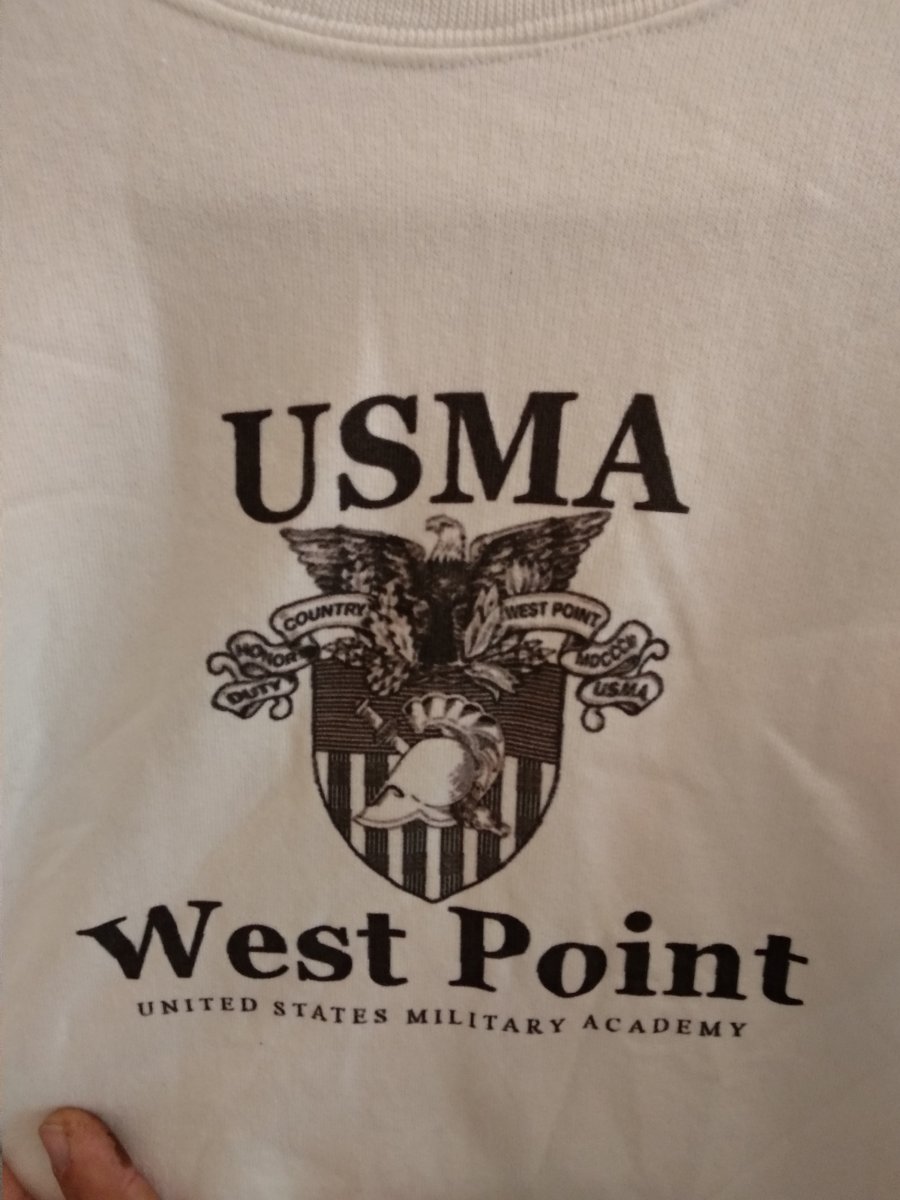 USMA
COUNTRY
WEST POINT
HONOR
MDCCCII
DUTY
USMA
West Point
UNITED STATES MILITARY ACADEMY